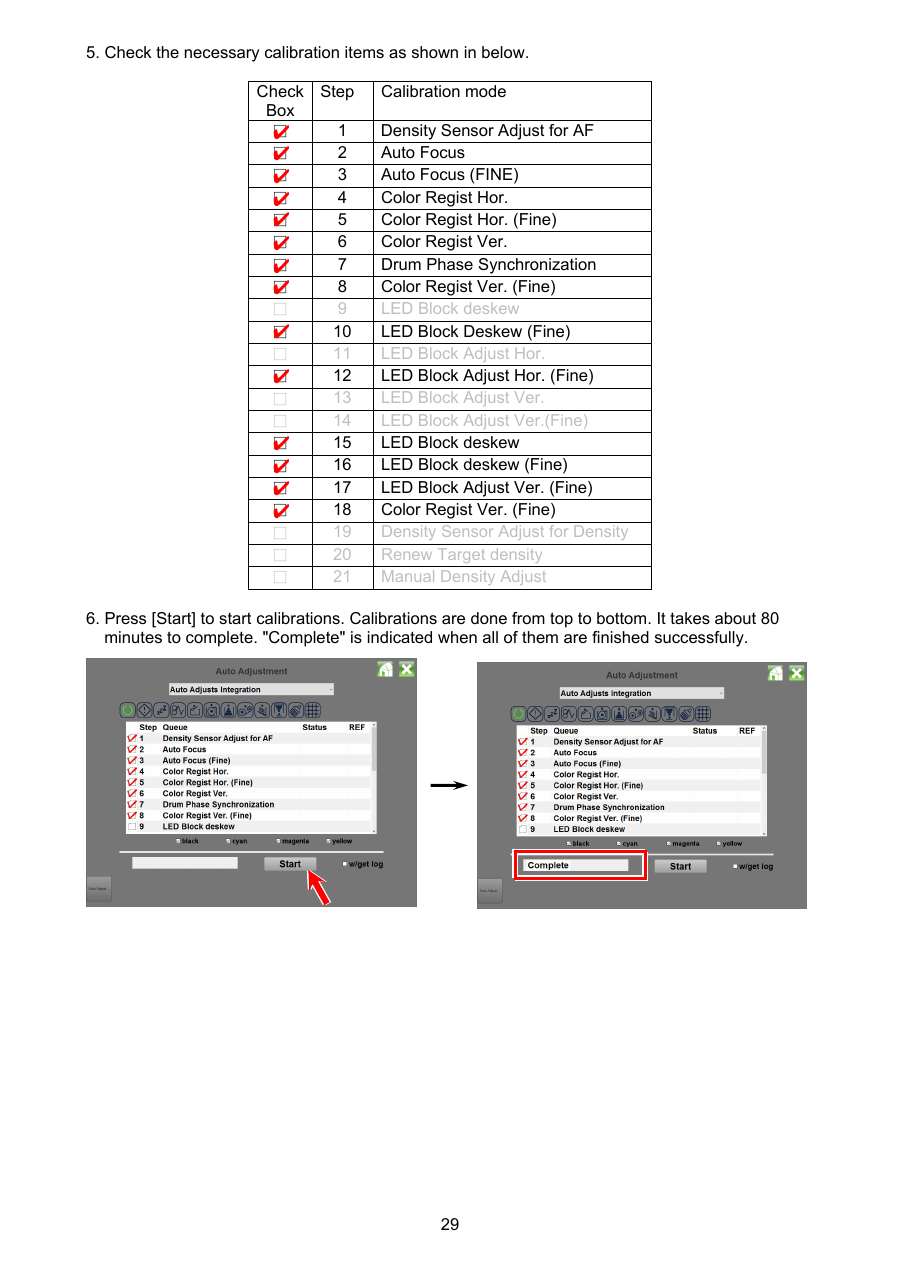 5. Check the necessary calibration items as shown in below.
Check Box Step Calibration mode
1 Density Sensor Adjust for AF
2 Auto Focus
3 Auto Focus (FINE)
4 Color Regist Hor.
5 Color Regist Hor. (Fine)
6 Color Regist Ver.
7 Drum Phase Synchronization
8 Color Regist Ver. (Fine)
9 LED Block deskew
10 LED Block Deskew (Fine)
11 LED Block Adjust Hor.
12 LED Block Adjust Hor. (Fine)
13 LED Block Adjust Ver.
14 LED Block Adjust Ver.(Fine)
15 LED Block deskew
16 LED Block deskew (Fine)
17 LED Block Adjust Ver. (Fine)
18 Color Regist Ver. (Fine)
19 Density Sensor Adjust for Density
20 Renew Target density
21 Manual Density Adjust
6. Press [Start] to start calibrations. Calibrations are done from top to bottom. It takes about 80
minutes to complete. "Complete" is indicated when all of them are finished successfully.
Auto Adjustment
Auto Adjusts Integration
Step Queue Status REF
1 Density Sensor Adjust for AF
2 Auto Focus
3 Auto Focus (Fine)
4 Color Regist Hor.
5 Color Regist Hor. (Fine)
6 Color Regist Ver.
7 Drum Phase Synchronization
8 Color Regist Ver. (Fine)
9 LED Block deskew
black cyan magenta yellow
Start w/get log
Auto Adjustment
Auto Adjusts Integration
Step Queue Status REF
1 Density Sensor Adjust for AF
2 Auto Focus
3 Auto Focus (Fine)
4 Color Regist Hor.
5 Color Regist Hor. (Fine)
6 Color Regist Ver.
7 Drum Phase Synchronization
8 Color Regist Ver. (Fine)
9 LED Block deskew
black cyan magenta yellow
Complete Start w/get log
29